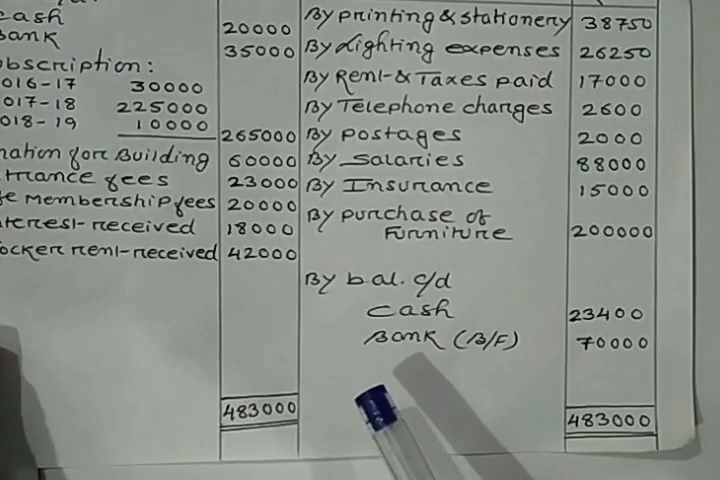 cash 20000 By printing & stationery 38750
Bank 35000 By Lighting expenses 26250
bscription: By Rent & Taxes paid 17000
016-17 30000
017-18 225000 By Telephone charges 2600
018-19 10000 265000 By postages 2000
nation for Building 60000 By Salaries 88000
trance fees 23000 By Insurance 15000
fe Membership fees 20000 By purchase of
terest received 18000 Furniture 200000
ocker rent received 42000
By bal. c/d
cash 23400
Bank (B/F) 70000
483000 483000